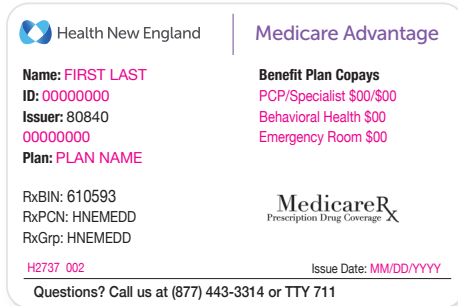 Health New England
Medicare Advantage
Name: FIRST LAST
ID: 00000000
Issuer: 80840
00000000
Plan: PLAN NAME
Benefit Plan Copays
PCP/Specialist $00/$00
Behavioral Health $00
Emergency Room $00
RxBIN: 610593
RxPCN: HNEMEDD
RxGrp: HNEMEDD
MedicareRx
Prescription Drug Coverage
H2737 002
Issue Date: MM/DD/YYYY
Questions? Call us at (877) 443-3314 or TTY 711